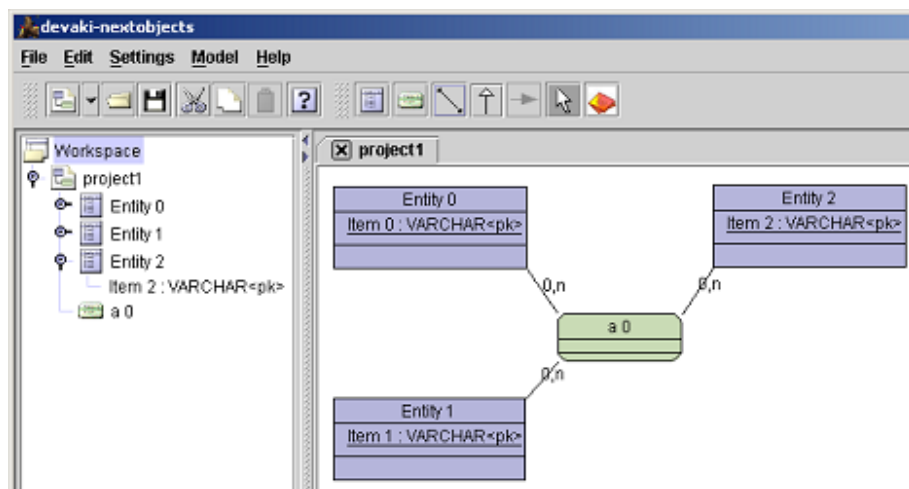 devaki-nextobjects
File Edit Settings Model Help
?
Workspace
project1
Entity 0
Entity 1
Entity 2
Item 2 : VARCHAR<pk>
a 0
project1
Entity 0
Item 0 : VARCHAR<pk>
Entity 2
Item 2 : VARCHAR<pk>
0,n
0,n
a 0
0,n
Entity 1
Item 1 : VARCHAR<pk>